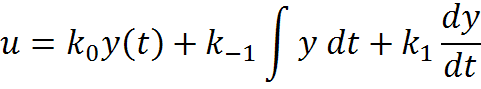 u = k₀y(t) + k₋₁ ∫ y dt + k₁ dy/dt